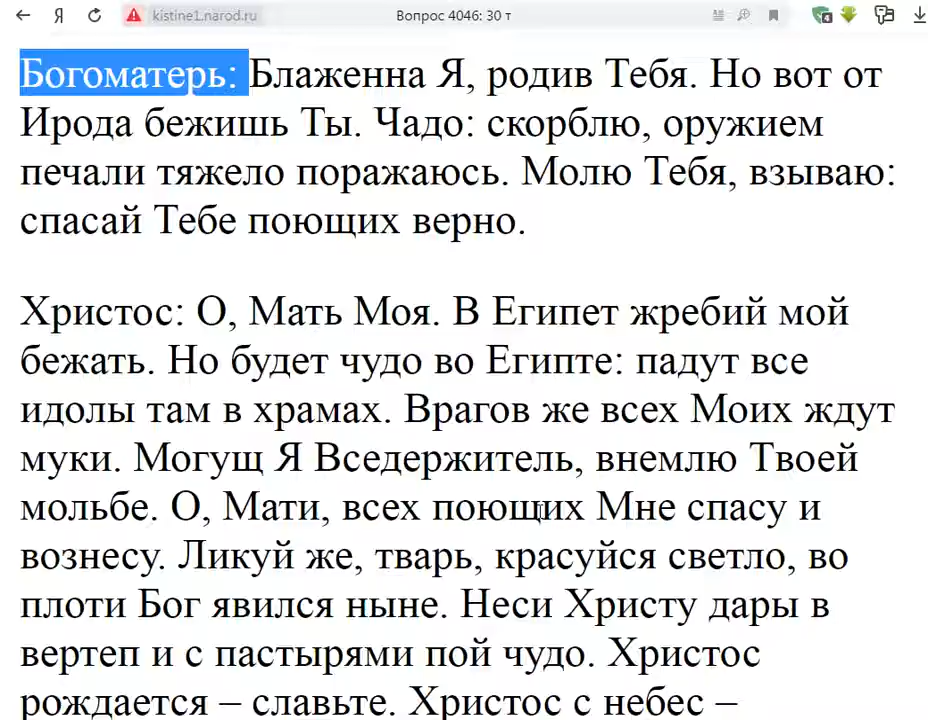 kistine1.narod.ru
Вопрос 4046: 30 т
4
Богоматерь: Блаженна Я, родив Тебя. Но вот от
Ирода бежишь Ты. Чадо: скорблю, оружием
печали тяжело поражаюсь. Молю Тебя, взываю:
спасай Тебе поющих верно.
Христос: О, Мать Моя. В Египет жребий мой
бежать. Но будет чудо во Египте: падут все
идолы там в храмах. Врагов же всех Моих ждут
муки. Могущ Я Вседержитель, внемлю Твоей
мольбе. О, Мати, всех поющих Мне спасу и
вознесу. Ликуй же, тварь, красуйся светло, во
плоти Бог явился ныне. Неси Христу дары в
вертеп и с пастырями пой чудо. Христос
рождается – славьте. Христос с небес –